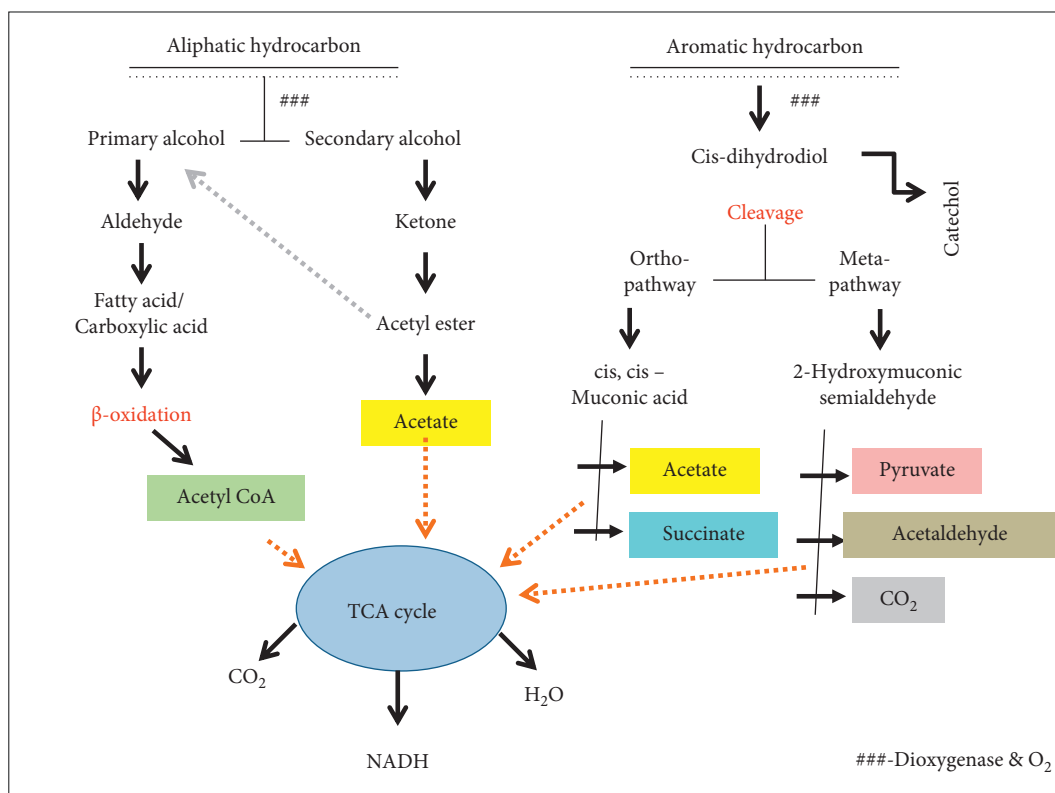 Aliphatic hydrocarbon
Aromatic hydrocarbon
###
###
Primary alcohol
Secondary alcohol
Cis-dihydrodiol
Catechol
Aldehyde
Ketone
Cleavage
Ortho-
pathway
Meta-
pathway
Fatty acid/
Carboxylic acid
Acetyl ester
cis, cis –
Muconic acid
2-Hydroxymuconic
semialdehyde
β-oxidation
Acetate
Acetyl CoA
Acetate
Pyruvate
Succinate
Acetaldehyde
CO₂
TCA cycle
CO₂
H₂O
NADH
###-Dioxygenase & O₂